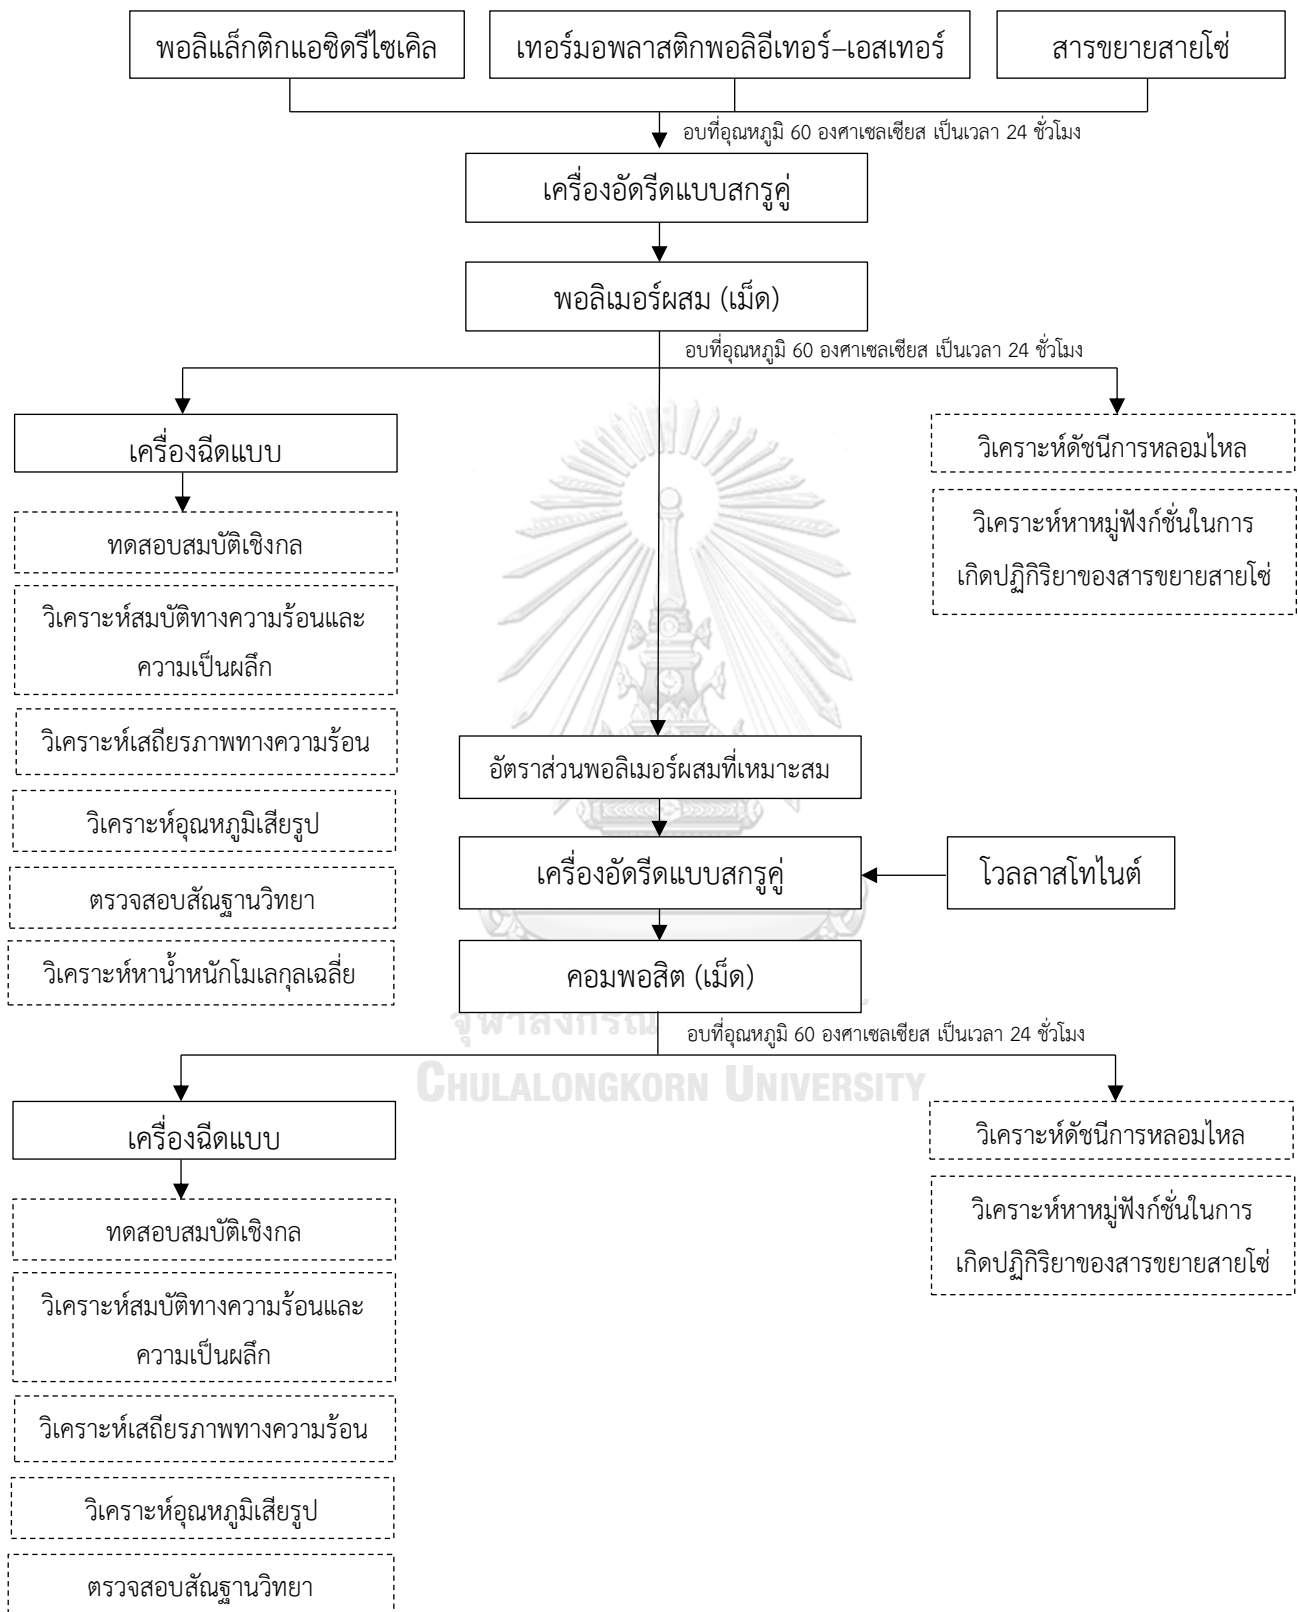 พอลิแล็กติกแอซิดรีไซเคิล
เทอร์มอพลาสติกพอลิอีเทอร์–เอสเทอร์
สารขยายสายโซ่
อบที่อุณหภูมิ 60 องศาเซลเซียส เป็นเวลา 24 ชั่วโมง
เครื่องอัดรีดแบบสกรูคู่
พอลิเมอร์ผสม (เม็ด)
อบที่อุณหภูมิ 60 องศาเซลเซียส เป็นเวลา 24 ชั่วโมง
เครื่องฉีดแบบ
ทดสอบสมบัติเชิงกล
วิเคราะห์สมบัติทางความร้อนและ
ความเป็นผลึก
วิเคราะห์เสถียรภาพทางความร้อน
วิเคราะห์อุณหภูมิเสียรูป
ตรวจสอบสัณฐานวิทยา
วิเคราะห์หาน้ำหนักโมเลกุลเฉลี่ย
วิเคราะห์ดัชนีการหลอมไหล
วิเคราะห์หาหมู่ฟังก์ชั่นในการ
เกิดปฏิกิริยาของสารขยายสายโซ่
อัตราส่วนพอลิเมอร์ผสมที่เหมาะสม
เครื่องอัดรีดแบบสกรูคู่
โวลลาสโทไนต์
คอมพอสิต (เม็ด)
อบที่อุณหภูมิ 60 องศาเซลเซียส เป็นเวลา 24 ชั่วโมง
CHULALONGKORN UNIVERSITY
เครื่องฉีดแบบ
ทดสอบสมบัติเชิงกล
วิเคราะห์สมบัติทางความร้อนและ
ความเป็นผลึก
วิเคราะห์เสถียรภาพทางความร้อน
วิเคราะห์อุณหภูมิเสียรูป
ตรวจสอบสัณฐานวิทยา
วิเคราะห์ดัชนีการหลอมไหล
วิเคราะห์หาหมู่ฟังก์ชั่นในการ
เกิดปฏิกิริยาของสารขยายสายโซ่